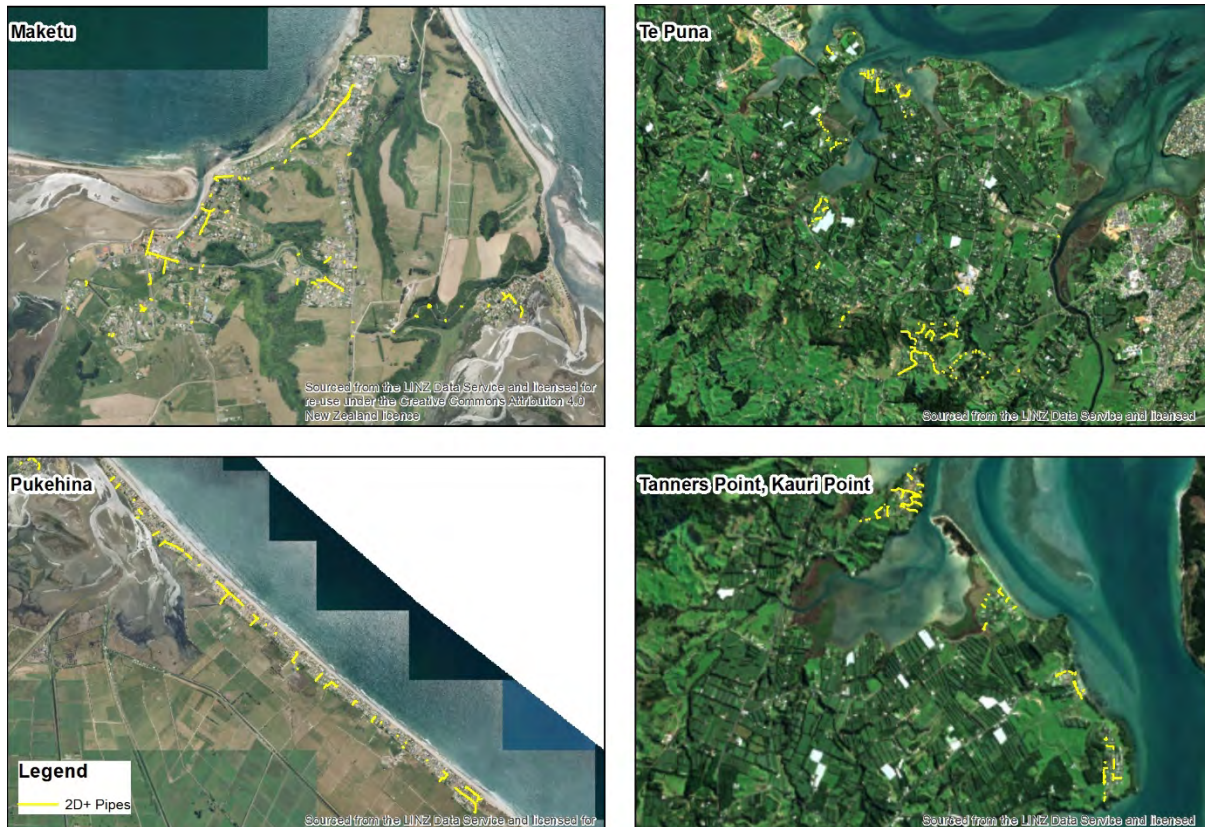 Maketu
Sourced from the LINZ Data Service and licensed for
re-use under the Creative Commons Attribution 4.0
New Zealand licence
Te Puna
Sourced from the LINZ Data Service and licensed
Pukehina
Legend
2D+ Pipes
Sourced from the LINZ Data Service and licensed for
Tanners Point, Kauri Point
Sourced from the LINZ Data Service and licensed